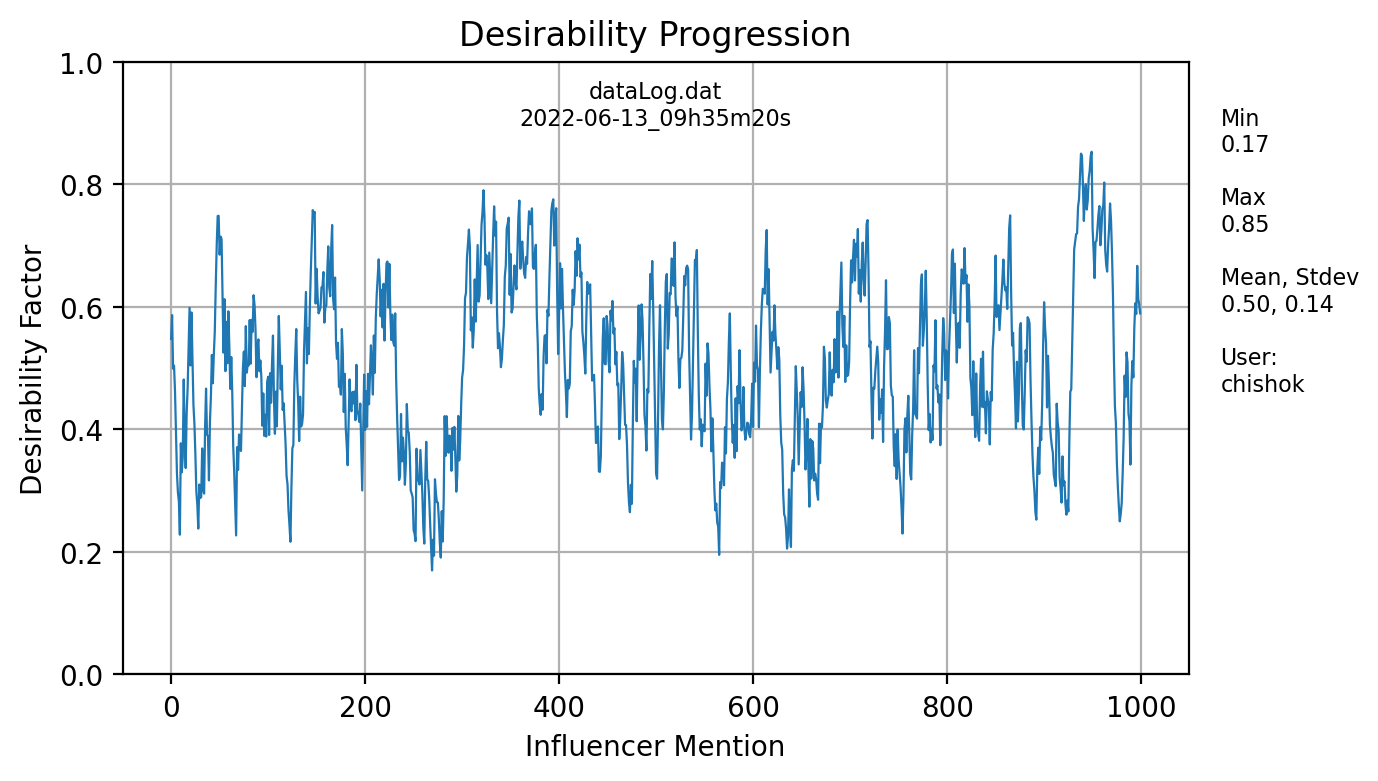 Desirability Progression
dataLog.dat
2022-06-13_09h35m20s
1.0
0.8
0.6
0.4
0.2
0.0
Desirability Factor
0
200
400
600
800
1000
Influencer Mention
Min
0.17
Max
0.85
Mean, Stdev
0.50, 0.14
User:
chishok